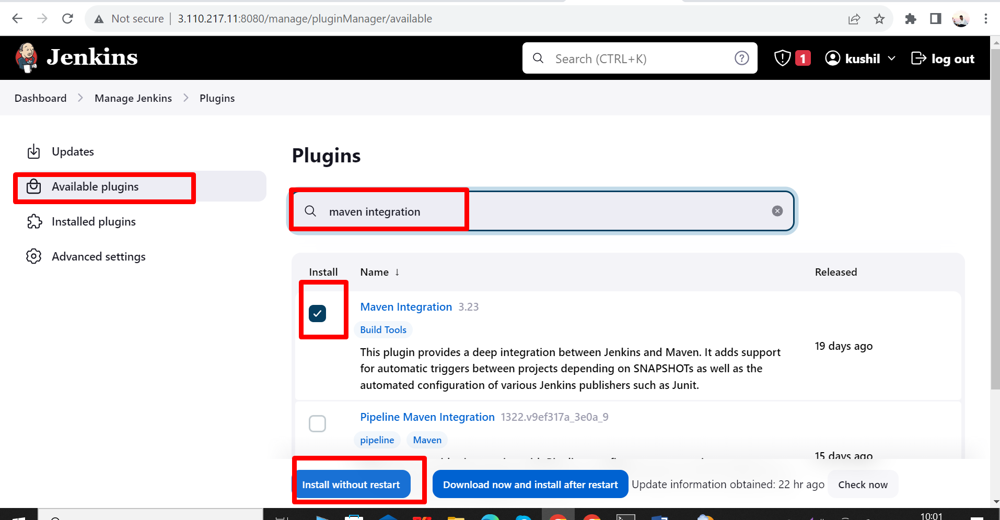 Not secure 3.110.217.11:8080/manage/pluginManager/available
Jenkins
Search (CTRL+K)
1
kushil
log out
Dashboard
Manage Jenkins
Plugins
Updates
Available plugins
Installed plugins
Advanced settings
Plugins
maven integration
Install Name ↓ Released
Maven Integration 3.23
Build Tools
This plugin provides a deep integration between Jenkins and Maven. It adds support
for automatic triggers between projects depending on SNAPSHOTs as well as the
automated configuration of various Jenkins publishers such as Junit.
19 days ago
Pipeline Maven Integration 1322.v9ef317a_3e0a_9
pipeline Maven
15 days ago
Install without restart
Download now and install after restart
Update information obtained: 22 hr ago
Check now
10:01